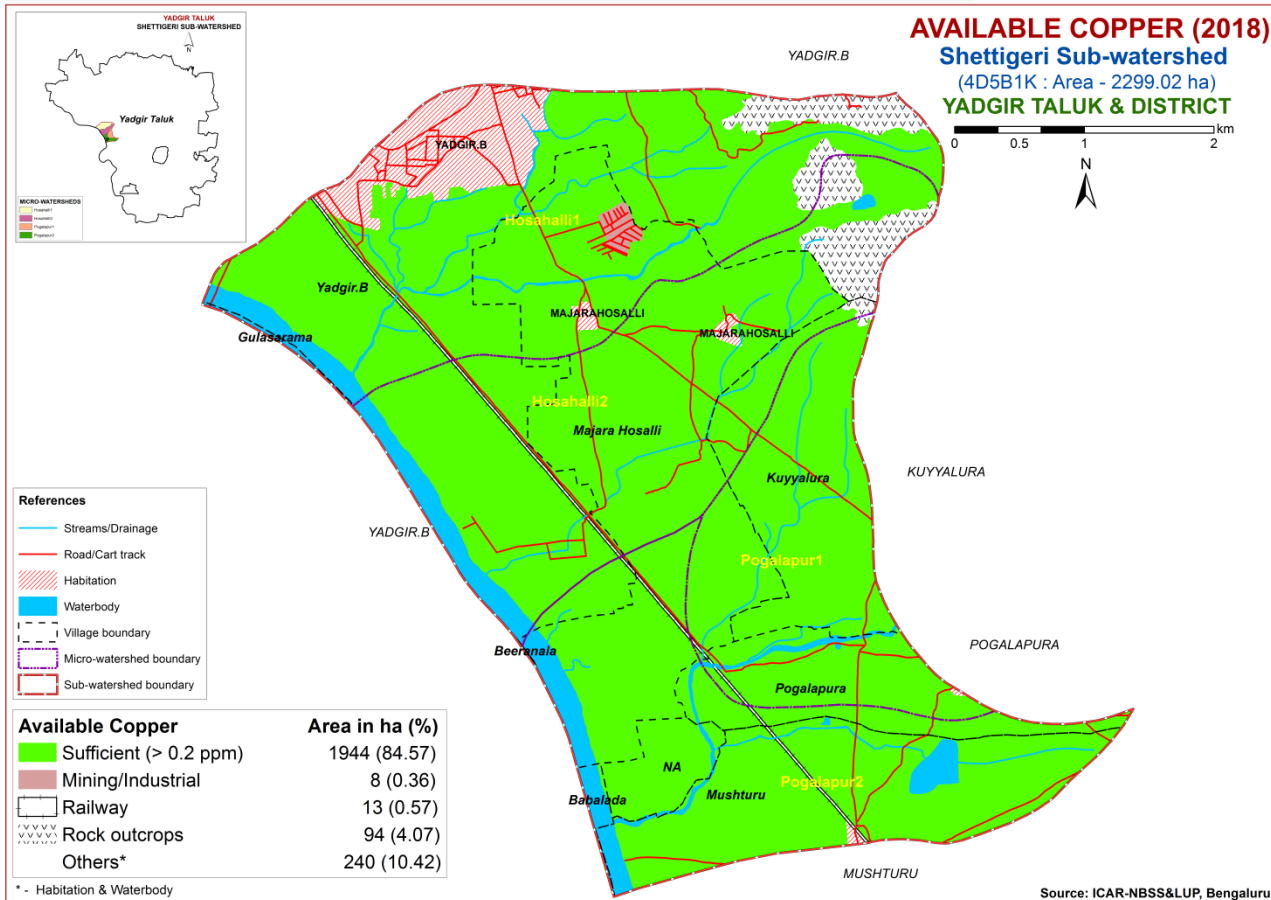 YADGIR TALUK
SHETTIGERI SUB-WATERSHED
N
Yadgir Taluk
MICRO-WATERSHEDS
Hosahalli1
Hosahalli2
Pogalapur1
Pogalapur2
AVAILABLE COPPER (2018)
Shettigeri Sub-watershed
(4D5B1K : Area - 2299.02 ha)
YADGIR TALUK & DISTRICT
0 0.5 1 2 km
N
YADGIR.B
YADGIR.B
Hosahalli1
Yadgir.B
MAJARAHOSALLI
MAJARAHOSALLI
Gulasarama
Hosahalli2
Majara Hosalli
KUYYALURA
Kuyyalura
YADGIR.B
Pogalapur1
POGALAPURA
Beeranala
Pogalapura
NA
Pogalapur2
Babalada
Mushturu
MUSHTURU
References
Streams/Drainage
Road/Cart track
Habitation
Waterbody
Village boundary
Micro-watershed boundary
Sub-watershed boundary
Available Copper Area in ha (%)
Sufficient (> 0.2 ppm) 1944 (84.57)
Mining/Industrial 8 (0.36)
Railway 13 (0.57)
Rock outcrops 94 (4.07)
Others* 240 (10.42)
* - Habitation & Waterbody
Source: ICAR-NBSS&LUP, Bengaluru